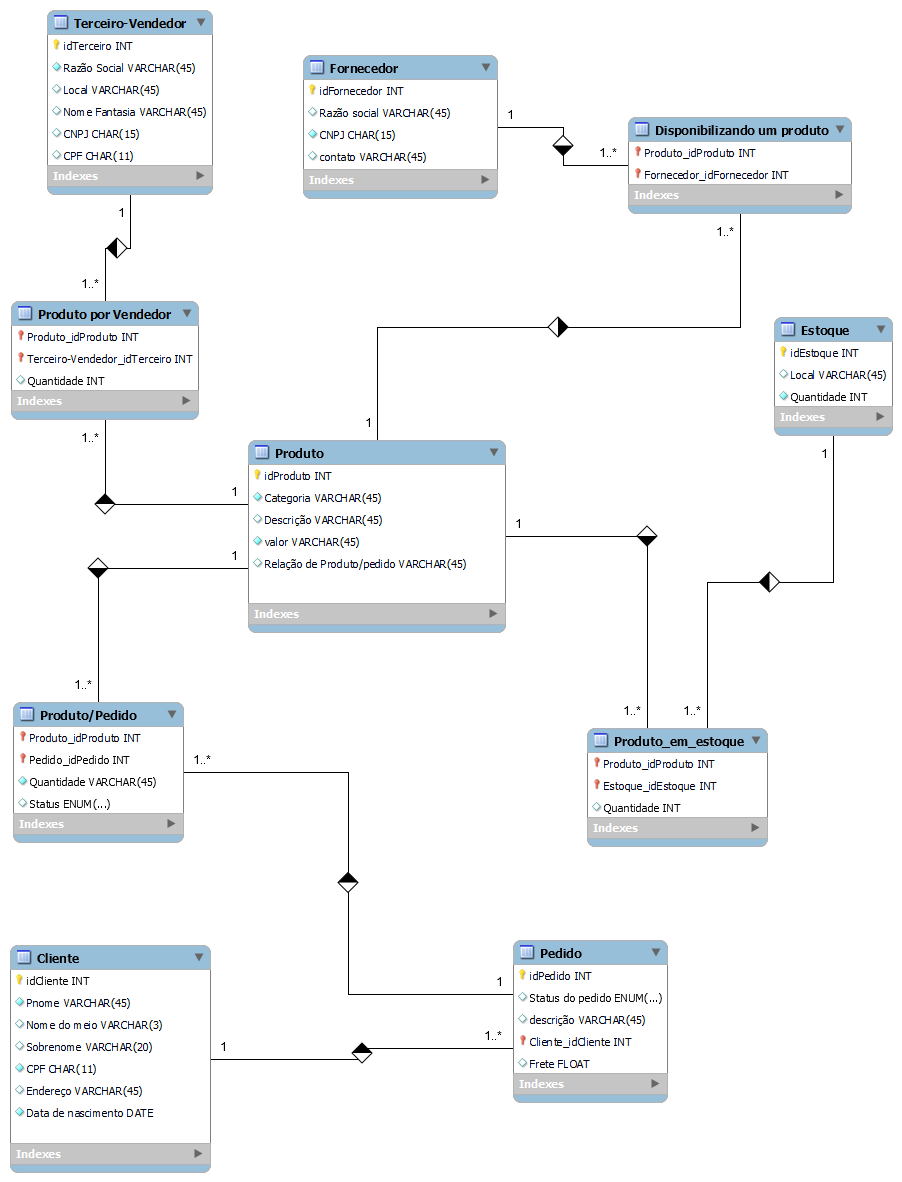 Terceiro-Vendedor
idTerceiro INT
Razão Social VARCHAR(45)
Local VARCHAR(45)
Nome Fantasia VARCHAR(45)
CNPJ CHAR(15)
CPF CHAR(11)
Indexes
1
1..*
Fornecedor
idFornecedor INT
Razão social VARCHAR(45)
CNPJ CHAR(15)
contato VARCHAR(45)
Indexes
1
1..*
Disponibilizando um produto
Produto_idProduto INT
Fornecedor_idFornecedor INT
Indexes
1..*
1
Produto por Vendedor
Produto_idProduto INT
Terceiro-Vendedor_idTerceiro INT
Quantidade INT
Indexes
1..*
1
Estoque
idEstoque INT
Local VARCHAR(45)
Quantidade INT
Indexes
1
1..*
Produto
idProduto INT
Categoria VARCHAR(45)
Descrição VARCHAR(45)
valor VARCHAR(45)
Relação de Produto/pedido VARCHAR(45)
Indexes
1
1..*
1
1..*
Produto/Pedido
Produto_idProduto INT
Pedido_idPedido INT
Quantidade VARCHAR(45)
Status ENUM(...)
Indexes
1..*
1
Produto_em_estoque
Produto_idProduto INT
Estoque_idEstoque INT
Quantidade INT
Indexes
Cliente
idCliente INT
Pnome VARCHAR(45)
Nome do meio VARCHAR(3)
Sobrenome VARCHAR(20)
CPF CHAR(11)
Endereço VARCHAR(45)
Data de nascimento DATE
Indexes
1
1..*
Pedido
idPedido INT
Status do pedido ENUM(...)
descrição VARCHAR(45)
Cliente_idCliente INT
Frete FLOAT
Indexes